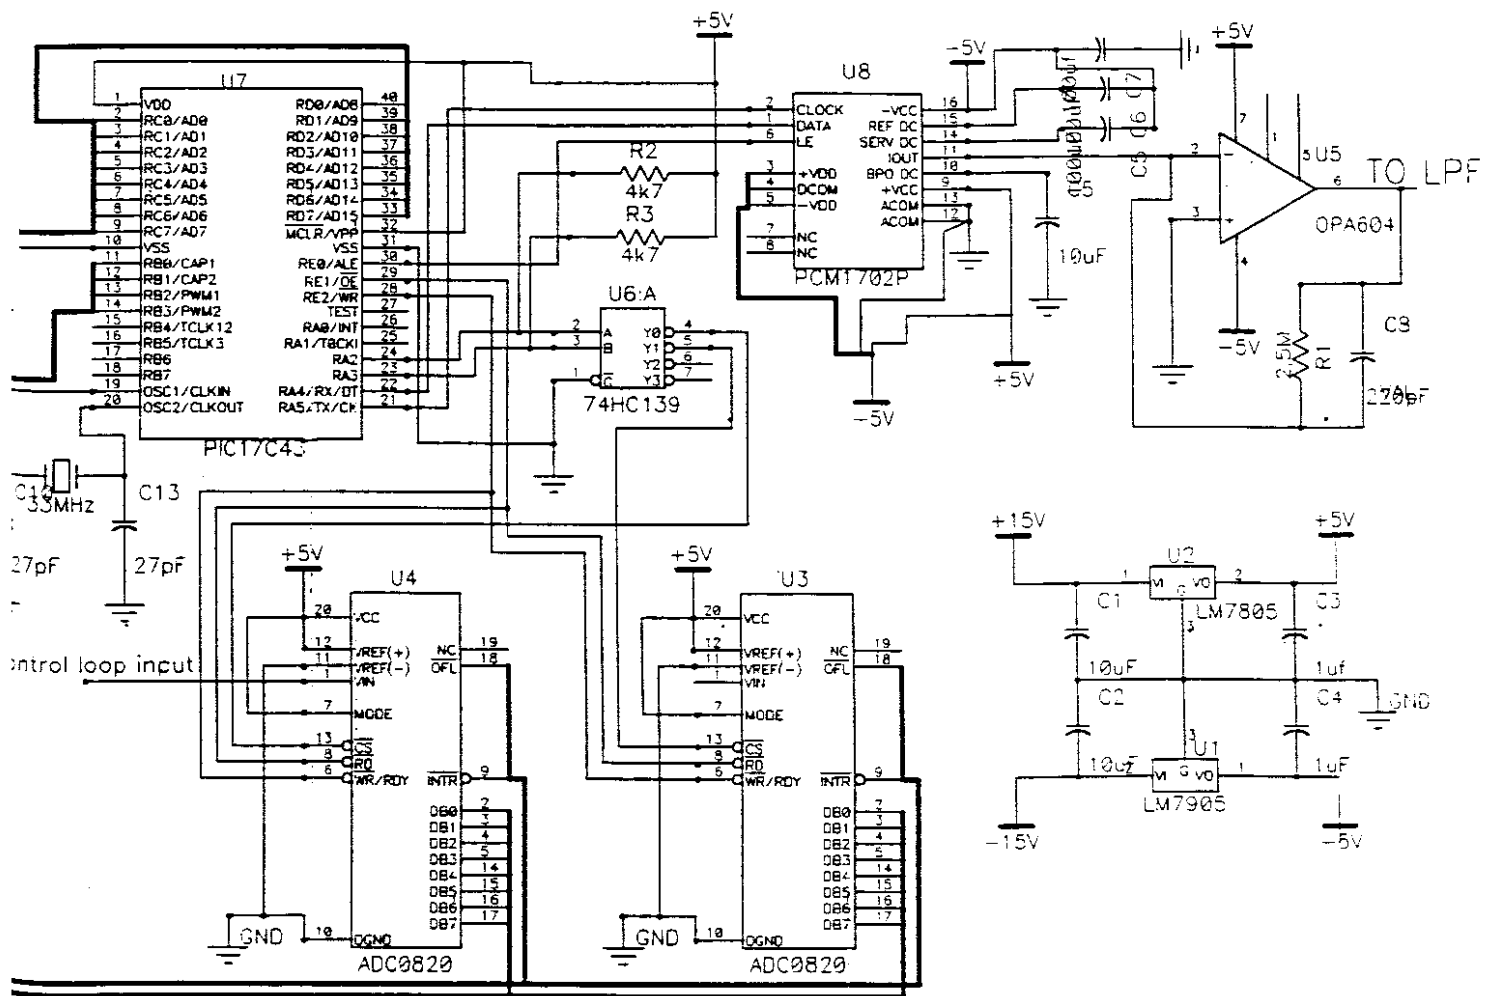 +5V
-5V
+5V
U7
U8
1 VDD
2 RC0/AD0
3 RC1/AD1
4 RC2/AD2
5 RC3/AD3
6 RC4/AD4
7 RC5/AD5
8 RC6/AD6
9 RC7/AD7
10 VSS
11 RB0/CAP1
12 RB1/CAP2
13 RB2/PWM1
14 RB3/PWM2
15 RB4/TCLK12
16 RB5/TCLK3
17 RB6
18 RB7
19 OSC1/CLKIN
20 OSC2/CLKOUT
RD0/AD8 40
RD1/AD9 39
RD2/AD10 38
RD3/AD11 37
RD4/AD12 36
RD5/AD13 35
RD6/AD14 34
RD7/AD15 33
MCLR/VPP 32
VSS 31
RE0/ALE 30
RE1/OE 29
RE2/WR 28
TEST 27
RA0/INT 26
RA1/T0CKI 25
RA2 24
RA3 23
RA4/RX/DT 22
RA5/TX/CK 21
PIC17C43
R2
4k7
R3
4k7
U6:A
2 A
3 B
1 G
Y0 4
Y1 5
Y2 6
Y3 7
74HC139
2 CLOCK
1 DATA
6 LE
3 +VDD
4 DCOM
5 -VDD
7 NC
8 NC
-VCC 16
REF DC 15
SERV DC 14
IOUT 11
BPO DC 10
+VCC 9
ACOM 13
ACOM 12
PCM1702P
C7
C6
C5
10uF
-5V
+5V
7
1
5
U5
2
3
6
4
TO LPF
OPA604
-5V
R1
220pF
C13
33MHz
27pF
27pF
ontrol loop input
+5V
U4
20 VCC
12 VREF(+)
11 VREF(-)
1 VIN
7 MODE
13 CS
8 RD
6 WR/RDY
NC 19
OFL 18
INTR 9
DB0 2
DB1 3
DB2 4
DB3 5
DB4 14
DB5 15
DB6 16
DB7 17
10 DGND
GND
ADC0820
+5V
U3
20 VCC
12 VREF(+)
11 VREF(-)
1 VIN
7 MODE
13 CS
8 RD
6 WR/RDY
NC 19
OFL 18
INTR 9
DB0 2
DB1 3
DB2 4
DB3 5
DB4 14
DB5 15
DB6 16
DB7 17
10 DGND
GND
ADC0820
+15V
+5V
U2
1 VI VO 2
G
3
LM7805
C1
C3
10uF
1uf
C2
C4
GND
3
U1
10uF
2 VI G VO 1
1uF
LM7905
-15V
-5V